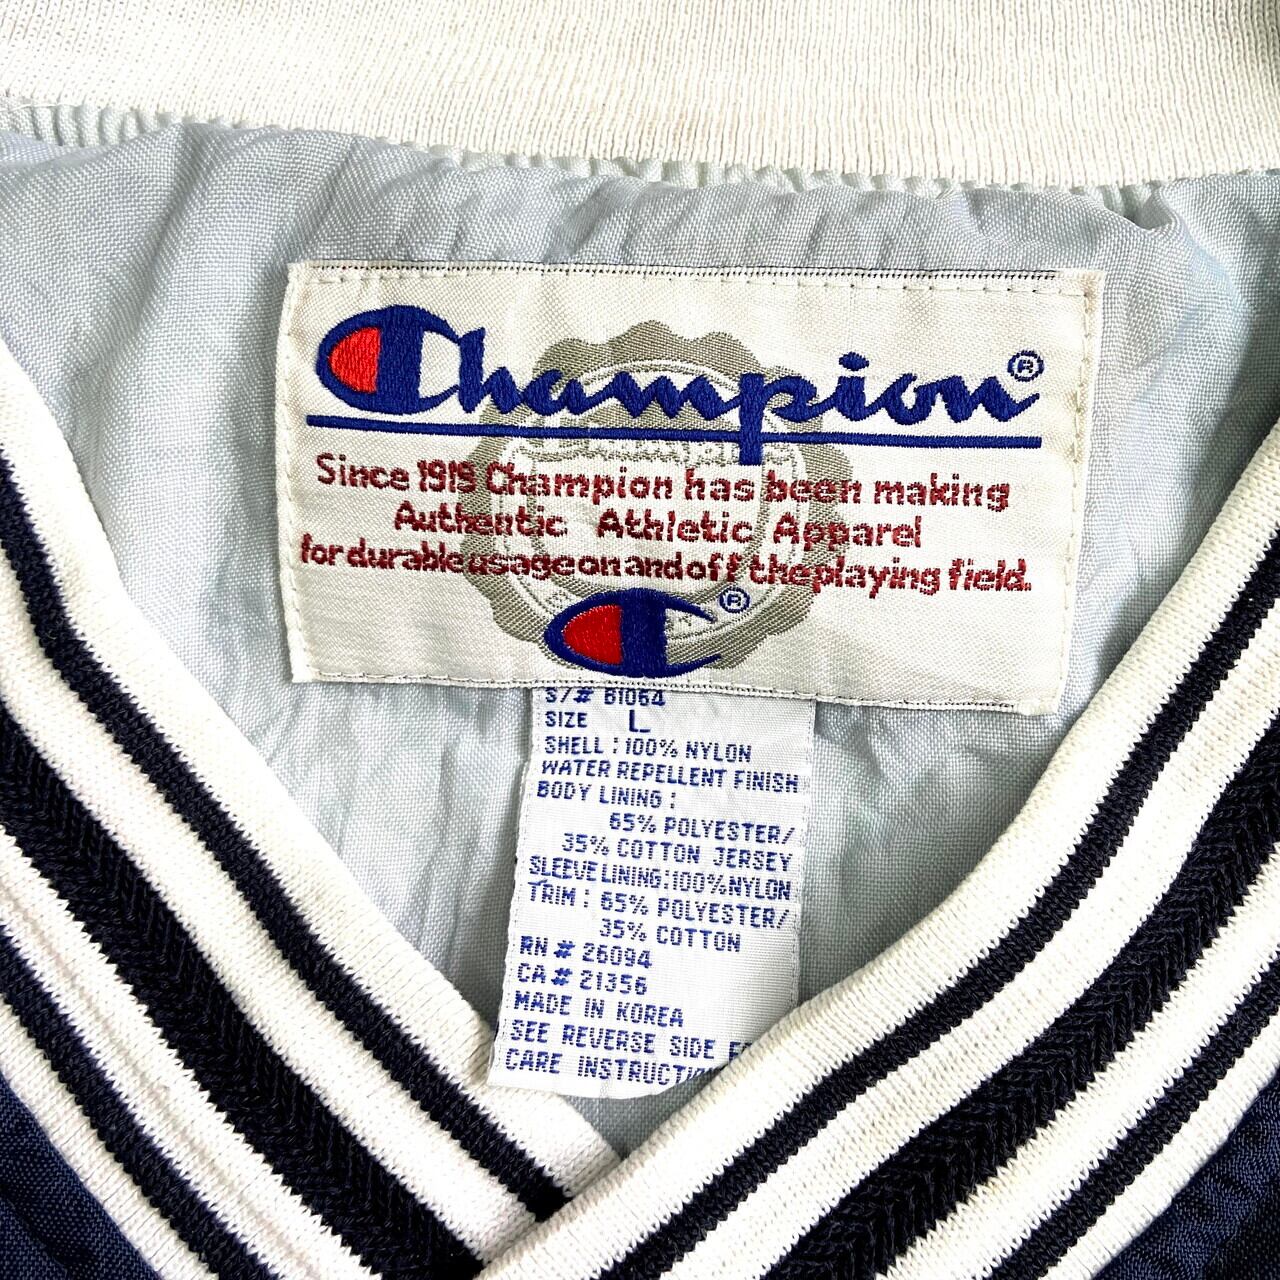 Champion®
Since 1919 Champion has been making
Authentic Athletic Apparel
for durable usage on and off the playing field.
®
S/# B1064
SIZE L
SHELL : 100% NYLON
WATER REPELLENT FINISH
BODY LINING :
65% POLYESTER/
35% COTTON JERSEY
SLEEVE LINING:100% NYLON
TRIM : 65% POLYESTER/
35% COTTON
RN # 26094
CA # 21356
MADE IN KOREA
SEE REVERSE SIDE
CARE